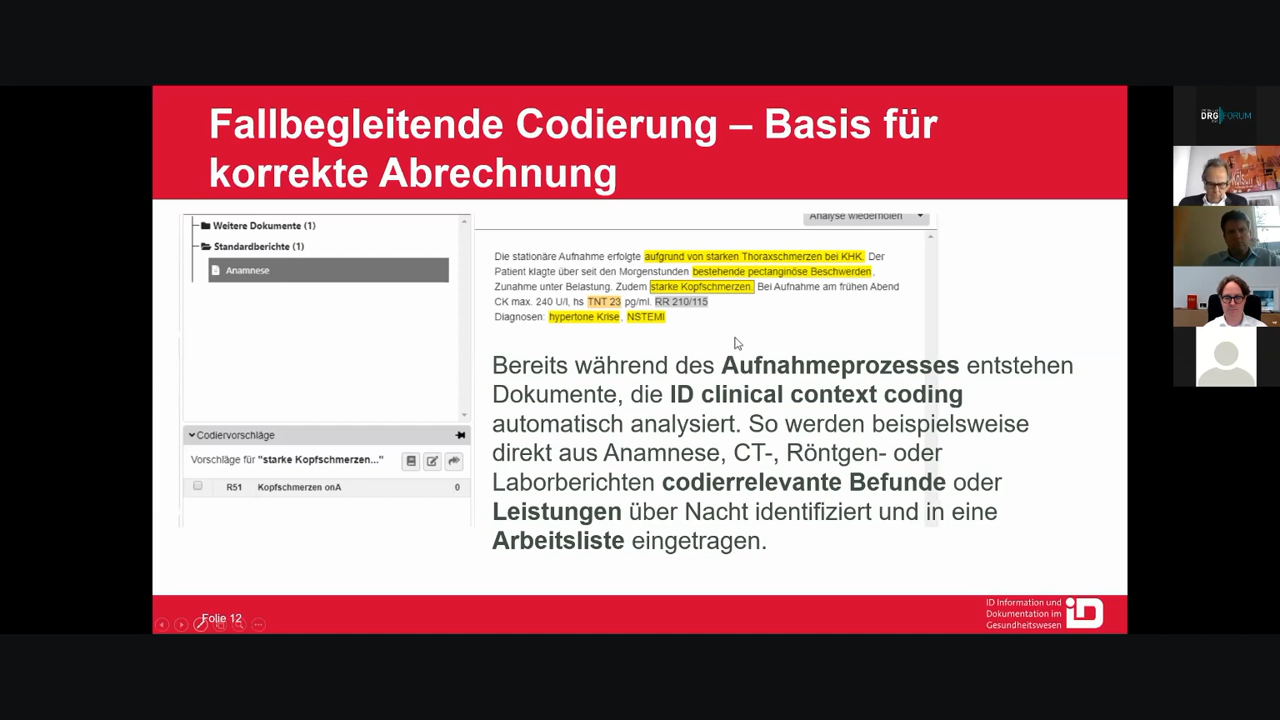 Fallbegleitende Codierung – Basis für
korrekte Abrechnung
Weitere Dokumente (1)
Standardberichte (1)
Anamnese
Analyse wiederholen
Die stationäre Aufnahme erfolgte aufgrund von starken Thoraxschmerzen bei KHK. Der
Patient klagte über seit den Morgenstunden bestehende pectanginöse Beschwerden,
Zunahme unter Belastung. Zudem starke Kopfschmerzen. Bei Aufnahme am frühen Abend
CK max. 240 U/l, hs TNT 23 pg/ml. RR 210/115
Diagnosen: hypertone Krise, NSTEMI
Codiervorschläge
Vorschläge für "starke Kopfschmerzen..."
R51 Kopfschmerzen onA 0
Bereits während des Aufnahmeprozesses entstehen
Dokumente, die ID clinical context coding
automatisch analysiert. So werden beispielsweise
direkt aus Anamnese, CT-, Röntgen- oder
Laborberichten codierrelevante Befunde oder
Leistungen über Nacht identifiziert und in eine
Arbeitsliste eingetragen.
Folie 12
ID Information und
Dokumentation im
Gesundheitswesen
iD
DRG FORUM
Kölsch